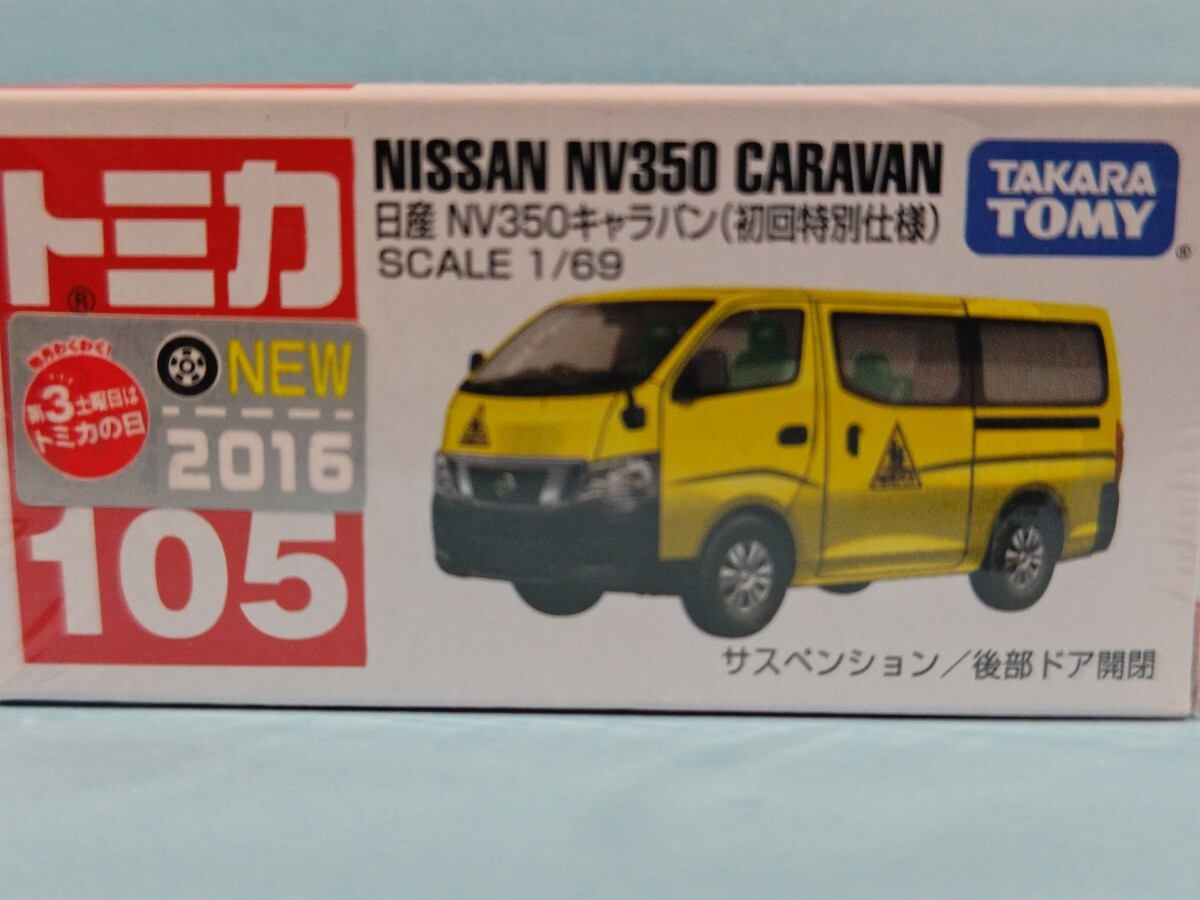 トミカ
®
NISSAN NV350 CARAVAN
日産 NV350キャラバン(初回特別仕様)
SCALE 1/69
TAKARA
TOMY
®
毎月わくわく!
第3土曜日は
トミカの日
NEW
2016
105
サスペンション/後部ドア開閉